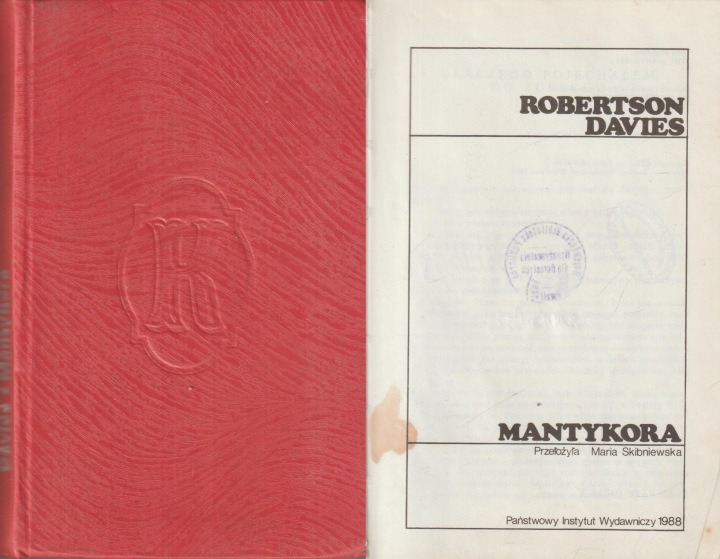 K
ROBERTSON
DAVIES
MANTYKORA
Przełożyła Maria Skibniewska
Państwowy Instytut Wydawniczy 1988